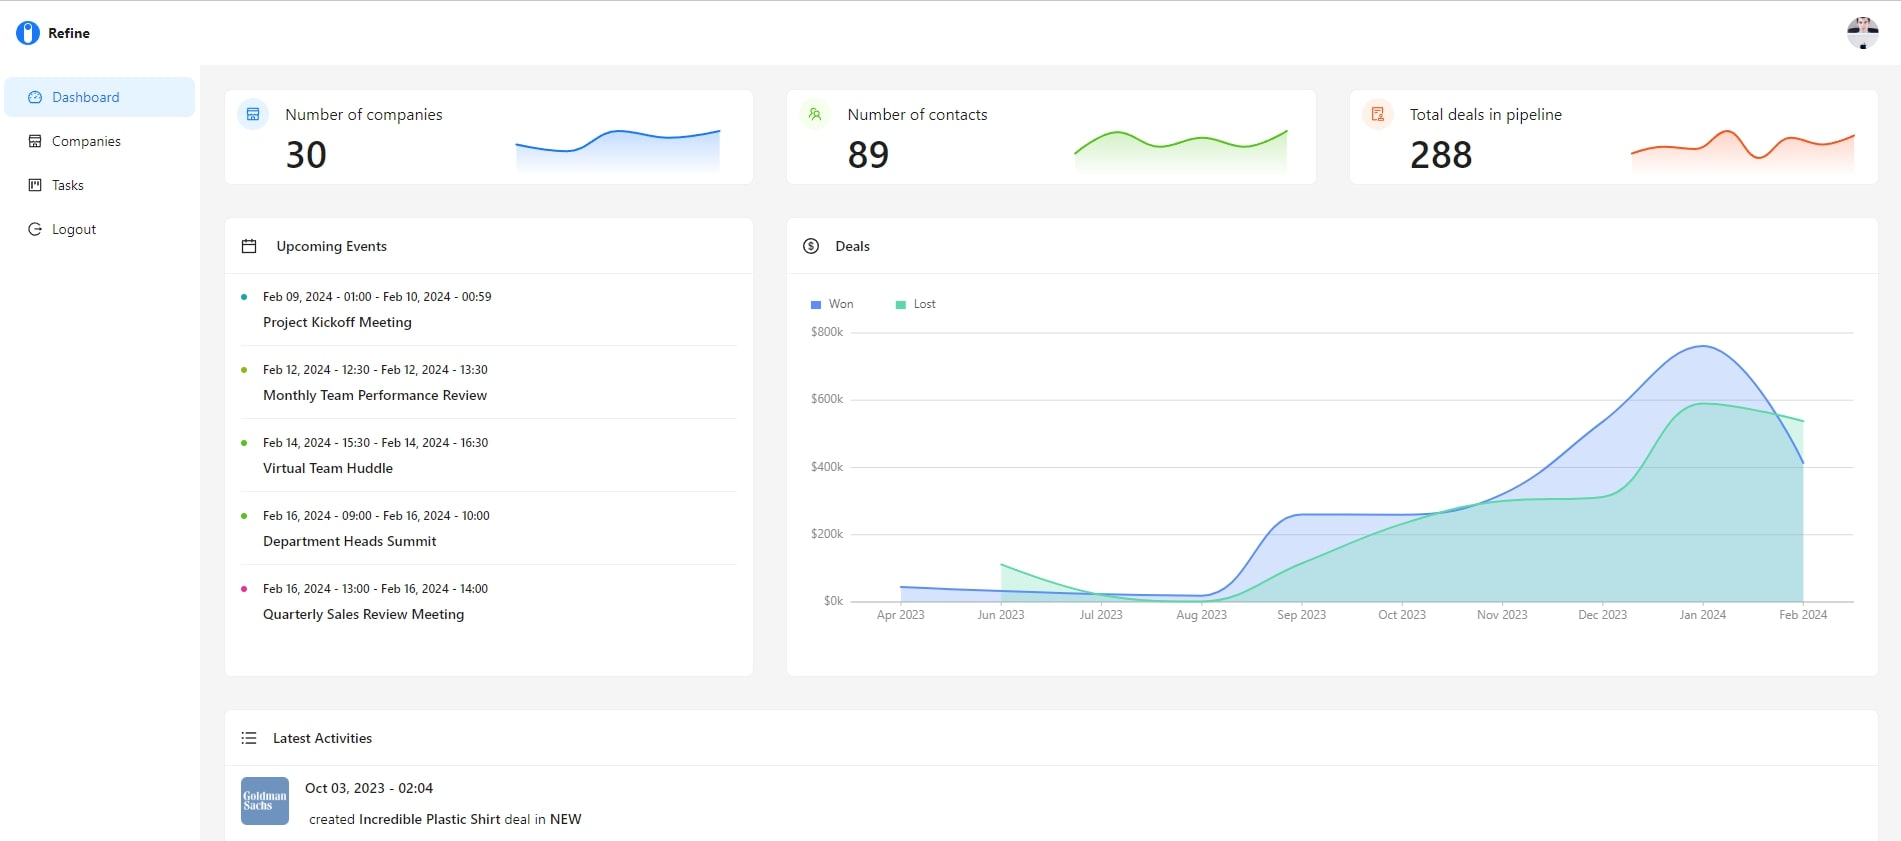 Refine
Dashboard
Companies
Tasks
Logout
Number of companies
30
Number of contacts
89
Total deals in pipeline
288
Upcoming Events
Feb 09, 2024 - 01:00 - Feb 10, 2024 - 00:59
Project Kickoff Meeting
Feb 12, 2024 - 12:30 - Feb 12, 2024 - 13:30
Monthly Team Performance Review
Feb 14, 2024 - 15:30 - Feb 14, 2024 - 16:30
Virtual Team Huddle
Feb 16, 2024 - 09:00 - Feb 16, 2024 - 10:00
Department Heads Summit
Feb 16, 2024 - 13:00 - Feb 16, 2024 - 14:00
Quarterly Sales Review Meeting
Deals
Won Lost
$800k
$600k
$400k
$200k
$0k
Apr 2023 Jun 2023 Jul 2023 Aug 2023 Sep 2023 Oct 2023 Nov 2023 Dec 2023 Jan 2024 Feb 2024
Latest Activities
Goldman
Sachs
Oct 03, 2023 - 02:04
created Incredible Plastic Shirt deal in NEW